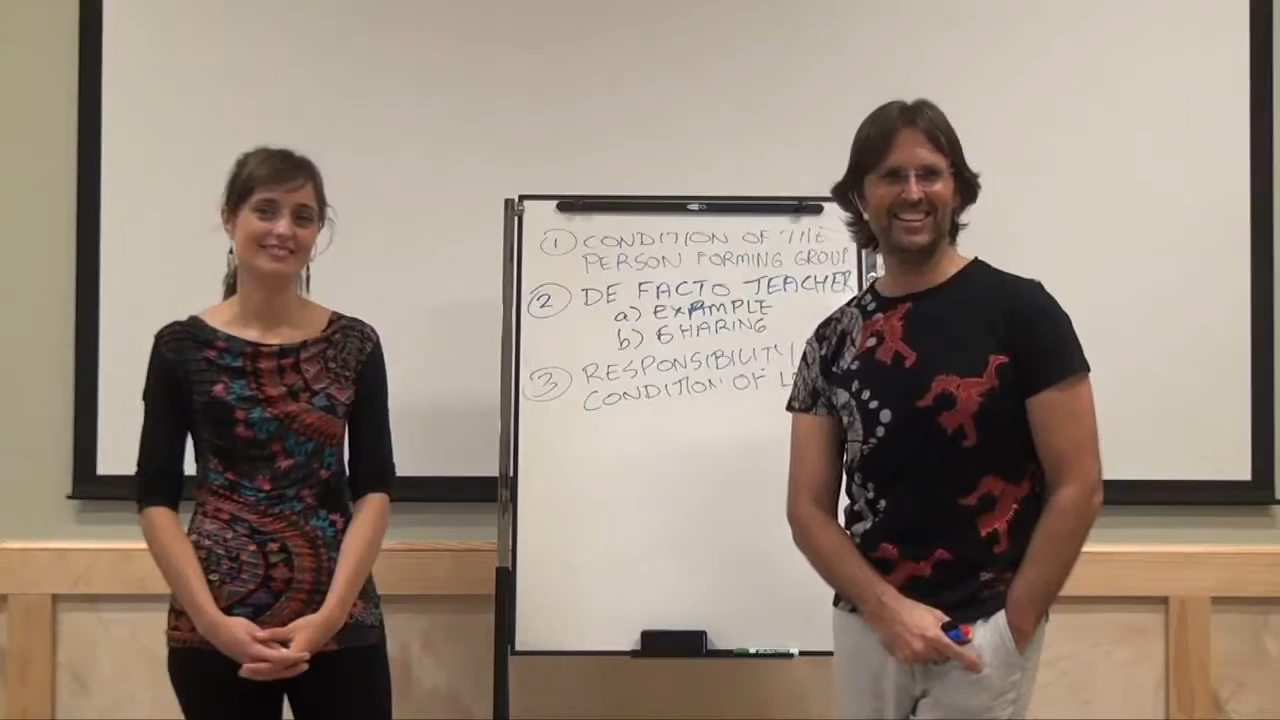 ① CONDITION OF THE
PERSON FORMING GROUP
② DE FACTO TEACHER
a) EXAMPLE
b) SHARING
③ RESPONSIBILITY/
CONDITION OF